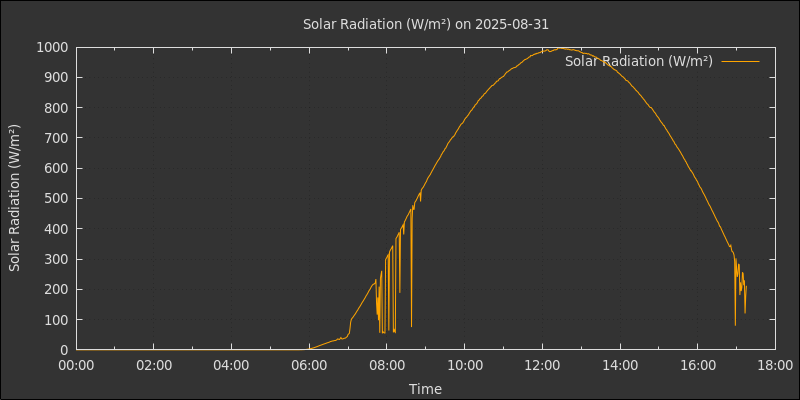 Solar Radiation (W/m²) on 2025-08-31
Solar Radiation (W/m²)
Solar Radiation (W/m²)
1000
900
800
700
600
500
400
300
200
100
0
00:00 02:00 04:00 06:00 08:00 10:00 12:00 14:00 16:00 18:00
Time